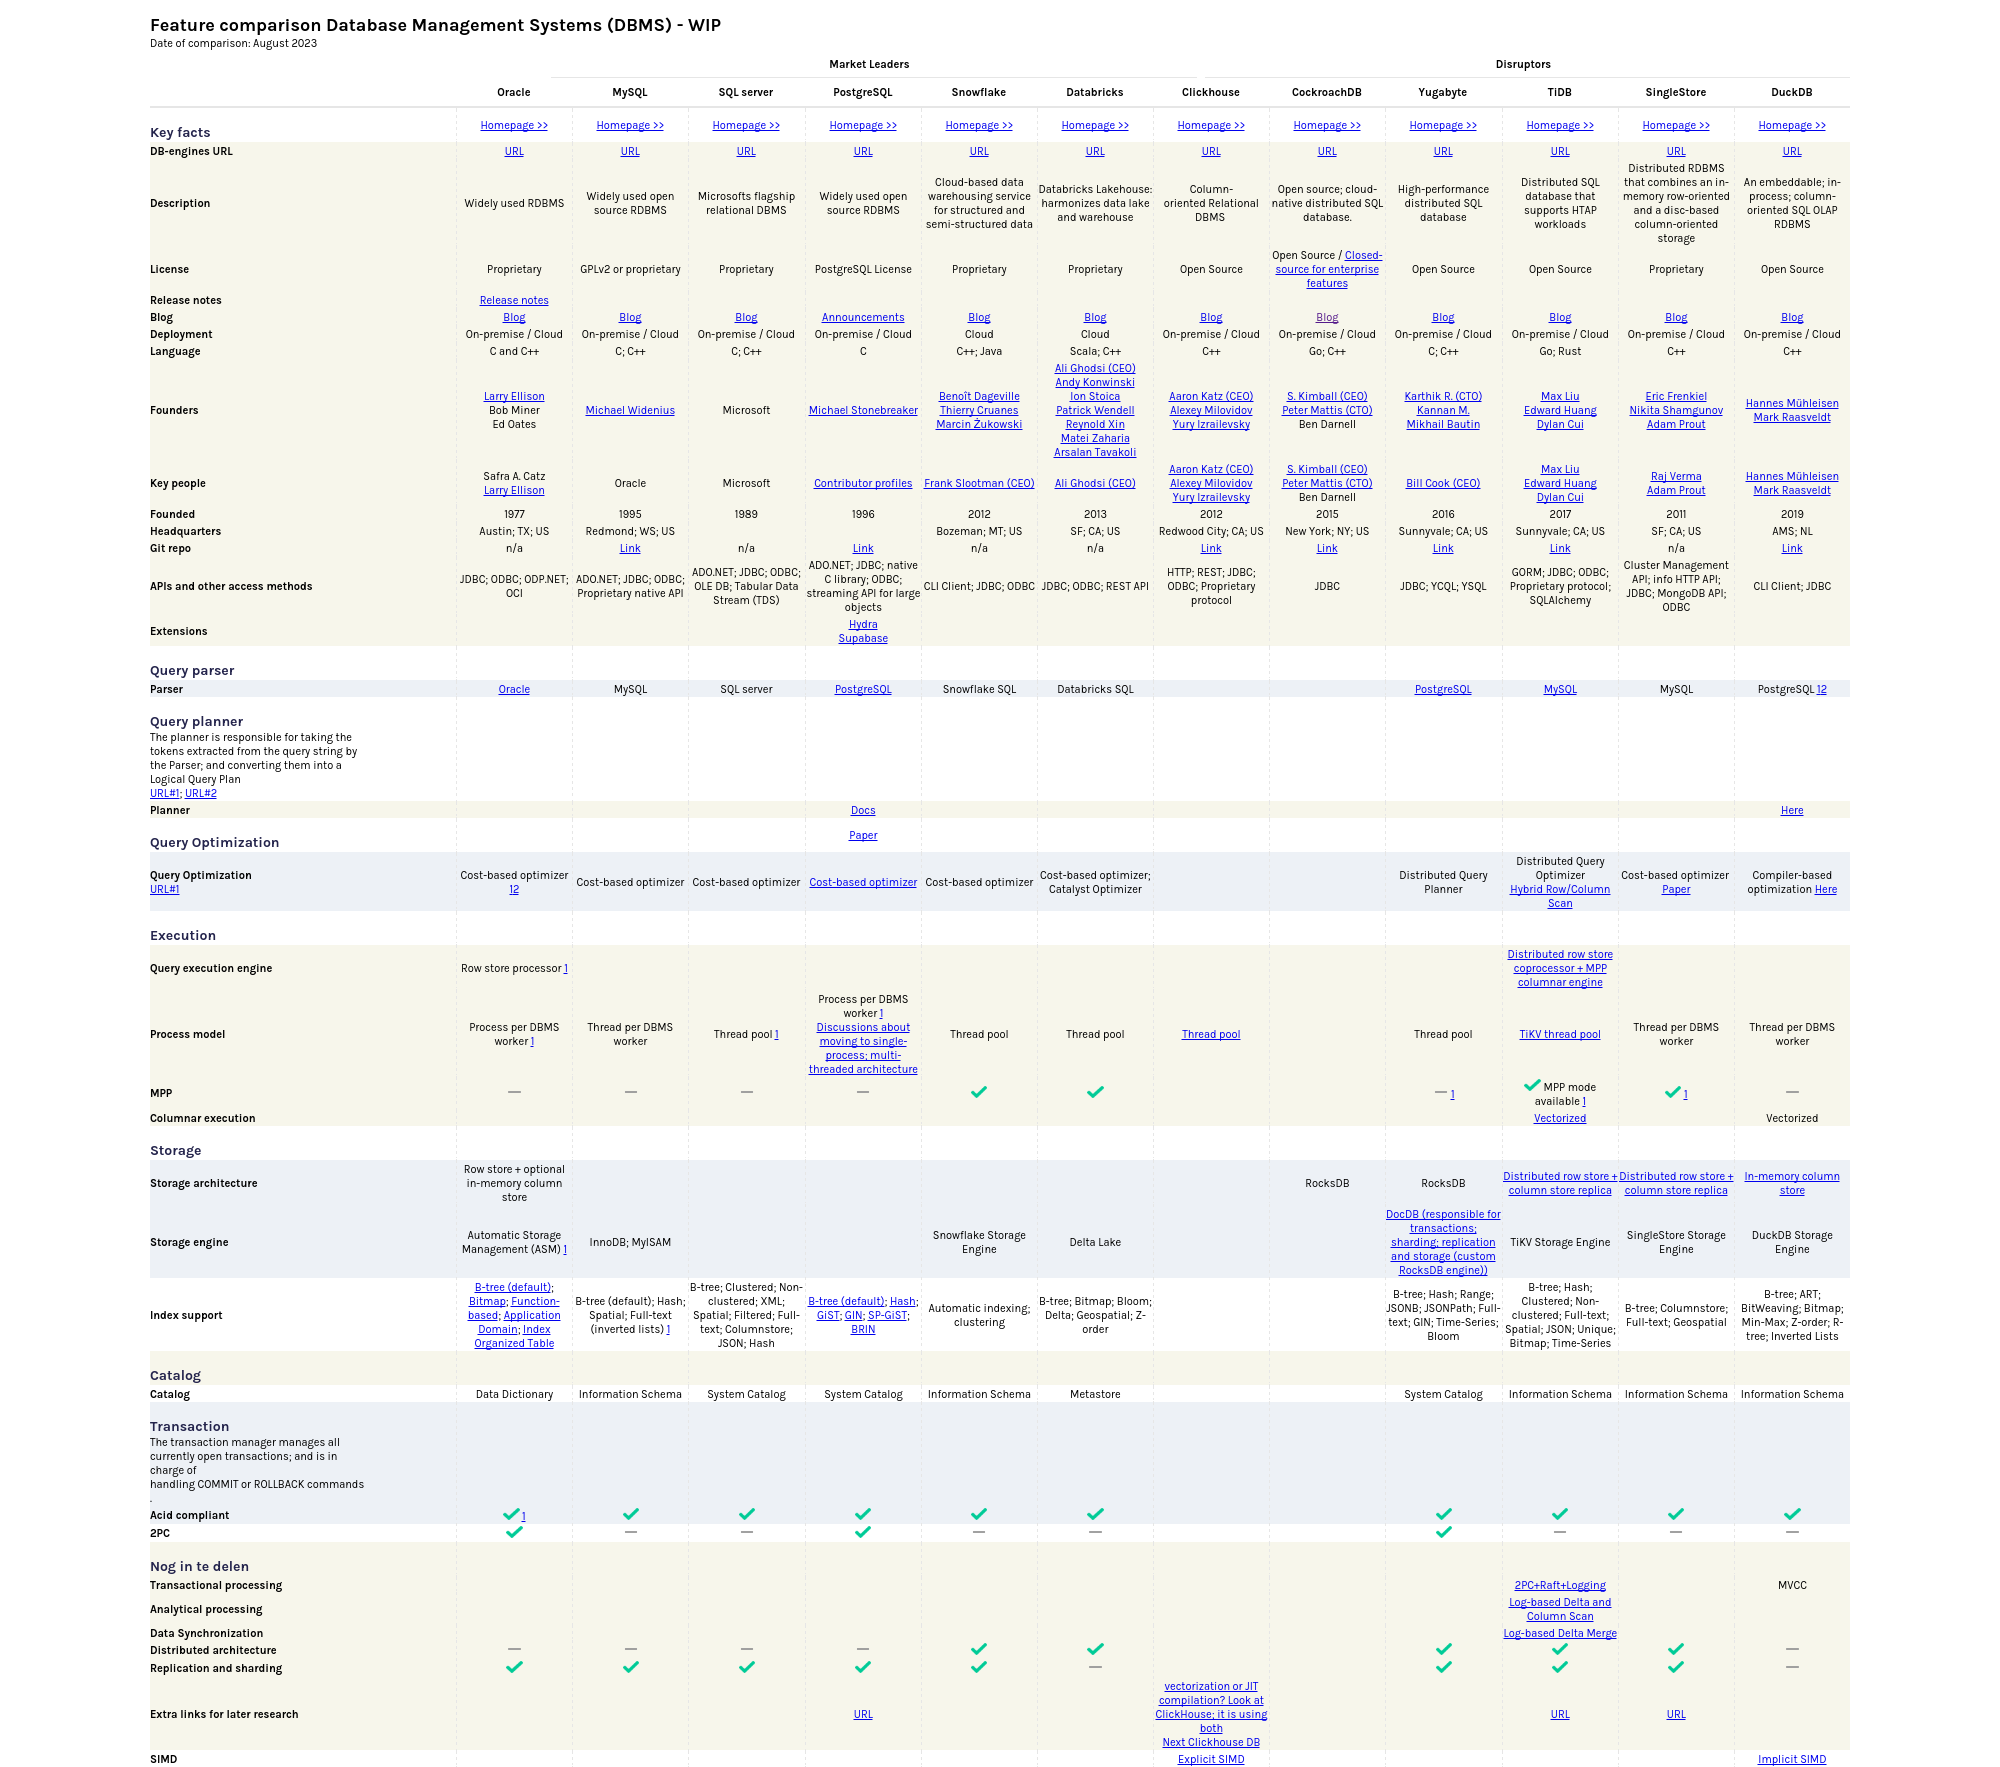 Feature comparison Database Management Systems (DBMS) - WIP
Date of comparison: August 2023
Market Leaders Disruptors
Oracle MySQL SQL server PostgreSQL Snowflake Databricks Clickhouse CockroachDB Yugabyte TiDB SingleStore DuckDB
Key facts Homepage >> Homepage >> Homepage >> Homepage >> Homepage >> Homepage >> Homepage >> Homepage >> Homepage >> Homepage >> Homepage >> Homepage >>
DB-engines URL URL URL URL URL URL URL URL URL URL URL URL URL
Description
Widely used RDBMS
Widely used open
source RDBMS
Microsofts flagship
relational DBMS
Widely used open
source RDBMS
Cloud-based data
warehousing service
for structured and
semi-structured data
Databricks Lakehouse:
harmonizes data lake
and warehouse
Column-
oriented Relational
DBMS
Open source; cloud-
native distributed SQL
database.
High-performance
distributed SQL
database
Distributed SQL
database that
supports HTAP
workloads
Distributed RDBMS
that combines an in-
memory row-oriented
and a disc-based
column-oriented
storage
An embeddable; in-
process; column-
oriented SQL OLAP
RDBMS
License
Proprietary
GPLv2 or proprietary
Proprietary
PostgreSQL License
Proprietary
Proprietary
Open Source
Open Source / Closed-
source for enterprise
features
Open Source
Open Source
Proprietary
Open Source
Release notes Release notes
Blog Blog Blog Blog Announcements Blog Blog Blog Blog Blog Blog Blog Blog
Deployment On-premise / Cloud On-premise / Cloud On-premise / Cloud On-premise / Cloud Cloud Cloud On-premise / Cloud On-premise / Cloud On-premise / Cloud On-premise / Cloud On-premise / Cloud On-premise / Cloud
Language C and C++ C; C++ C; C++ C C++; Java Scala; C++ C++ Go; C++ C; C++ Go; Rust C++ C++
Founders
Larry Ellison
Bob Miner
Ed Oates
Michael Widenius
Microsoft
Michael Stonebreaker
Benoît Dageville
Thierry Cruanes
Marcin Żukowski
Ali Ghodsi (CEO)
Andy Konwinski
Ion Stoica
Patrick Wendell
Reynold Xin
Matei Zaharia
Arsalan Tavakoli
Aaron Katz (CEO)
Alexey Milovidov
Yury Izrailevsky
S. Kimball (CEO)
Peter Mattis (CTO)
Ben Darnell
Karthik R. (CTO)
Kannan M.
Mikhail Bautin
Max Liu
Edward Huang
Dylan Cui
Eric Frenkiel
Nikita Shamgunov
Adam Prout
Hannes Mühleisen
Mark Raasveldt
Key people
Safra A. Catz
Larry Ellison
Oracle
Microsoft
Contributor profiles
Frank Slootman (CEO)
Ali Ghodsi (CEO)
Aaron Katz (CEO)
Alexey Milovidov
Yury Izrailevsky
S. Kimball (CEO)
Peter Mattis (CTO)
Ben Darnell
Bill Cook (CEO)
Max Liu
Edward Huang
Dylan Cui
Raj Verma
Adam Prout
Hannes Mühleisen
Mark Raasveldt
Founded 1977 1995 1989 1996 2012 2013 2012 2015 2016 2017 2011 2019
Headquarters Austin; TX; US Redmond; WS; US Bozeman; MT; US SF; CA; US Redwood City; CA; US New York; NY; US Sunnyvale; CA; US Sunnyvale; CA; US SF; CA; US AMS; NL
Git repo n/a Link n/a Link n/a n/a Link Link Link Link n/a Link
APIs and other access methods
JDBC; ODBC; ODP.NET;
OCI
ADO.NET; JDBC; ODBC;
Proprietary native API
ADO.NET; JDBC; ODBC;
OLE DB; Tabular Data
Stream (TDS)
ADO.NET; JDBC; native
C library; ODBC;
streaming API for large
objects
CLI Client; JDBC; ODBC
JDBC; ODBC; REST API
HTTP; REST; JDBC;
ODBC; Proprietary
protocol
JDBC
JDBC; YCQL; YSQL
GORM; JDBC; ODBC;
Proprietary protocol;
SQLAlchemy
Cluster Management
API; info HTTP API;
JDBC; MongoDB API;
ODBC
CLI Client; JDBC
Extensions
Hydra
Supabase
Query parser
Parser Oracle MySQL SQL server PostgreSQL Snowflake SQL Databricks SQL PostgreSQL MySQL MySQL PostgreSQL 12
Query planner
The planner is responsible for taking the
tokens extracted from the query string by
the Parser; and converting them into a
Logical Query Plan
URL#1; URL#2
Planner Docs Here
Query Optimization Paper
Query Optimization
URL#1
Cost-based optimizer
12
Cost-based optimizer
Cost-based optimizer
Cost-based optimizer
Cost-based optimizer
Cost-based optimizer;
Catalyst Optimizer
Distributed Query
Planner
Distributed Query
Optimizer
Hybrid Row/Column
Scan
Cost-based optimizer
Paper
Compiler-based
optimization Here
Execution
Query execution engine
Row store processor 1
Distributed row store
coprocessor + MPP
columnar engine
Process model
Process per DBMS
worker 1
Thread per DBMS
worker
Thread pool 1
Process per DBMS
worker 1
Discussions about
moving to single-
process; multi-
threaded architecture
Thread pool
Thread pool
Thread pool
Thread pool
TiKV thread pool
Thread per DBMS
worker
Thread per DBMS
worker
MPP
— — — — — 1
MPP mode
available 1
1 —
Columnar execution Vectorized Vectorized
Storage
Storage architecture
Row store + optional
in-memory column
store
RocksDB
RocksDB
Distributed row store +
column store replica
Distributed row store +
column store replica
In-memory column
store
Storage engine
Automatic Storage
Management (ASM) 1
InnoDB; MyISAM
Snowflake Storage
Engine
Delta Lake
DocDB (responsible for
transactions;
sharding; replication
and storage (custom
RocksDB engine))
TiKV Storage Engine
SingleStore Storage
Engine
DuckDB Storage
Engine
Index support
B-tree (default);
Bitmap; Function-
based; Application
Domain; Index
Organized Table
B-tree (default); Hash;
Spatial; Full-text
(inverted lists) 1
B-tree; Clustered; Non-
clustered; XML;
Spatial; Filtered; Full-
text; Columnstore;
JSON; Hash
B-tree (default); Hash;
GiST; GIN; SP-GiST;
BRIN
Automatic indexing;
clustering
B-tree; Bitmap; Bloom;
Delta; Geospatial; Z-
order
B-tree; Hash; Range;
JSONB; JSONPath; Full-
text; GIN; Time-Series;
Bloom
B-tree; Hash;
Clustered; Non-
clustered; Full-text;
Spatial; JSON; Unique;
Bitmap; Time-Series
B-tree; Columnstore;
Full-text; Geospatial
B-tree; ART;
BitWeaving; Bitmap;
Min-Max; Z-order; R-
tree; Inverted Lists
Catalog
Catalog Data Dictionary Information Schema System Catalog System Catalog Information Schema Metastore System Catalog Information Schema Information Schema Information Schema
Transaction
The transaction manager manages all
currently open transactions; and is in
charge of
handling COMMIT or ROLLBACK commands
.
Acid compliant 1
2PC — — — — — — —
Nog in te delen
Transactional processing 2PC+Raft+Logging MVCC
Analytical processing
Log-based Delta and
Column Scan
Data Synchronization Log-based Delta Merge
Distributed architecture — — — — —
Replication and sharding — —
Extra links for later research
URL
vectorization or JIT
compilation? Look at
ClickHouse; it is using
both
Next Clickhouse DB
URL
URL
SIMD Explicit SIMD Implicit SIMD